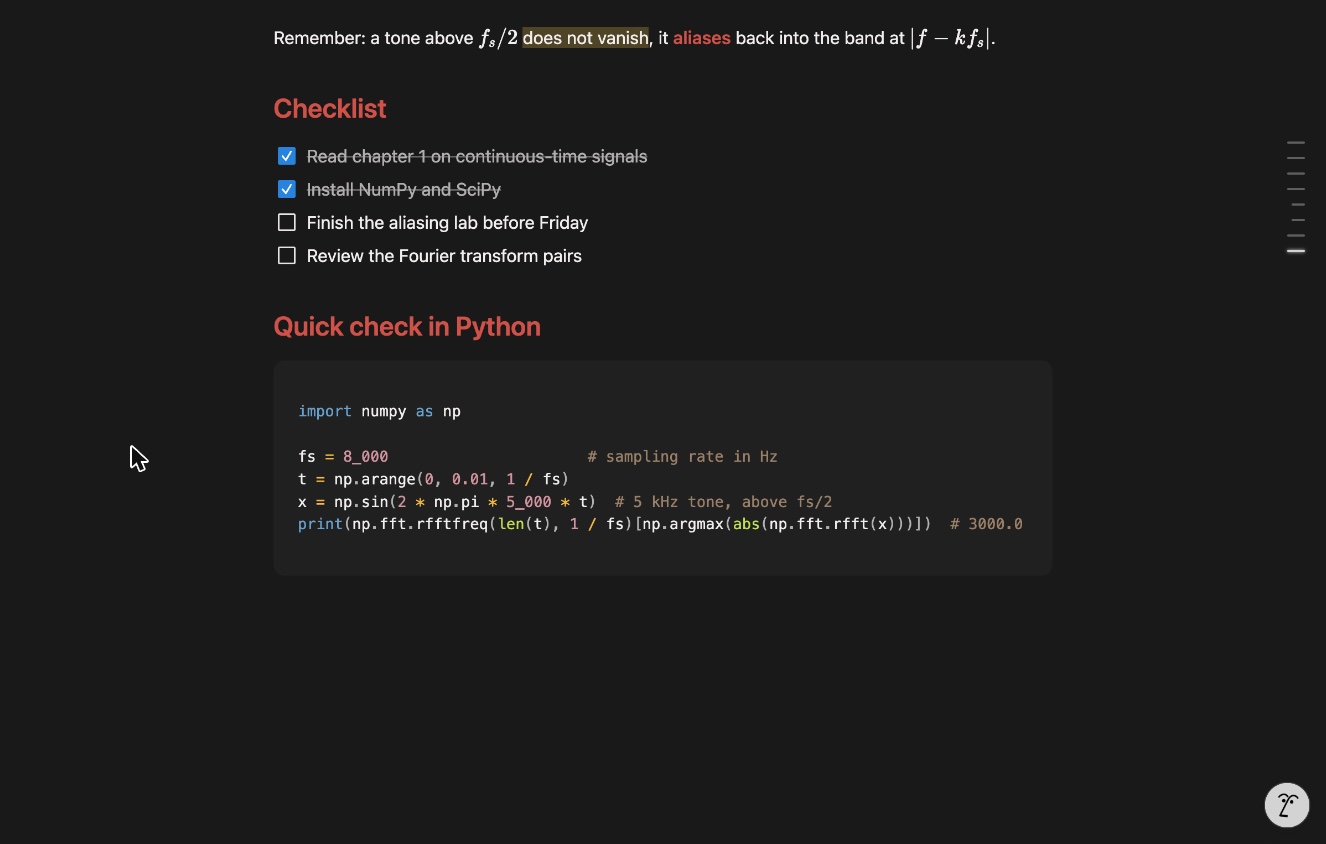 Remember: a tone above fₛ/2 does not vanish, it aliases back into the band at |f − kfₛ|.
Checklist
Read chapter 1 on continuous-time signals
Install NumPy and SciPy
Finish the aliasing lab before Friday
Review the Fourier transform pairs
Quick check in Python
import numpy as np
fs = 8_000                      # sampling rate in Hz
t = np.arange(0, 0.01, 1 / fs)
x = np.sin(2 * np.pi * 5_000 * t)  # 5 kHz tone, above fs/2
print(np.fft.rfftfreq(len(t), 1 / fs)[np.argmax(abs(np.fft.rfft(x)))])  # 3000.0